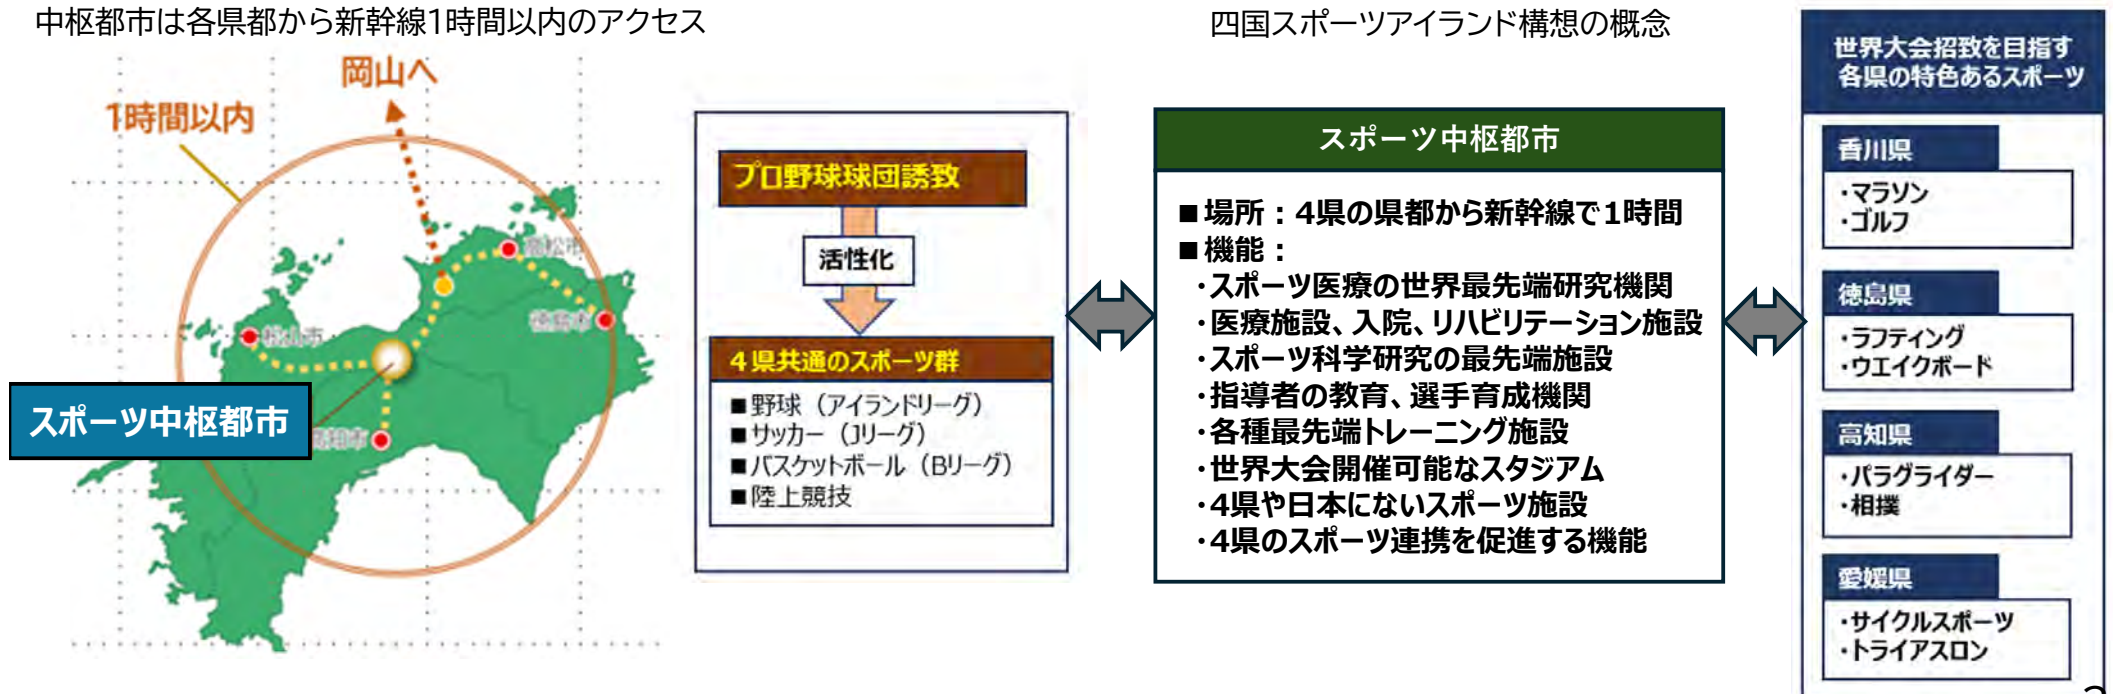 中枢都市は各県都から新幹線1時間以内のアクセス
岡山へ
1時間以内
高松市
徳島市
松山市
スポーツ中枢都市
高知市
四国スポーツアイランド構想の概念
プロ野球球団誘致
活性化
4県共通のスポーツ群
■野球（アイランドリーグ）
■サッカー（Jリーグ）
■バスケットボール（Bリーグ）
■陸上競技
スポーツ中枢都市
■場所：4県の県都から新幹線で1時間
■機能：
・スポーツ医療の世界最先端研究機関
・医療施設、入院、リハビリテーション施設
・スポーツ科学研究の最先端施設
・指導者の教育、選手育成機関
・各種最先端トレーニング施設
・世界大会開催可能なスタジアム
・4県や日本にないスポーツ施設
・4県のスポーツ連携を促進する機能
世界大会招致を目指す
各県の特色あるスポーツ
香川県
・マラソン
・ゴルフ
徳島県
・ラフティング
・ウエイクボード
高知県
・パラグライダー
・相撲
愛媛県
・サイクルスポーツ
・トライアスロン